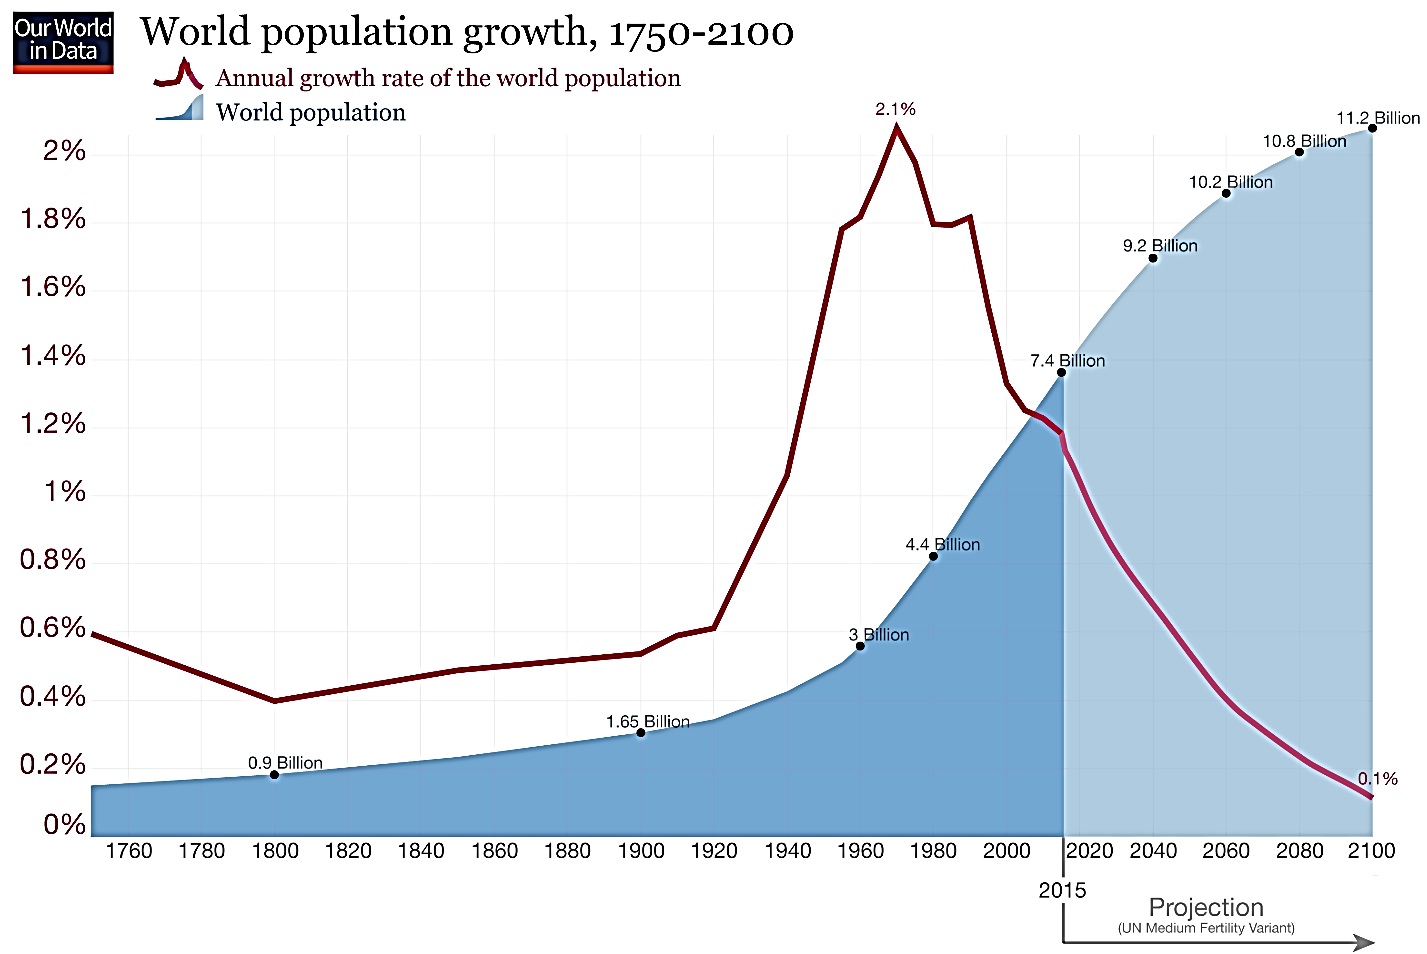 Our World
in Data
World population growth, 1750-2100
Annual growth rate of the world population
World population
2.1%
11.2 Billion
10.8 Billion
2%
10.2 Billion
1.8%
9.2 Billion
1.6%
1.4%
7.4 Billion
1.2%
1%
0.8%
4.4 Billion
0.6%
3 Billion
0.4%
1.65 Billion
0.2%
0.9 Billion
0.1%
0%
1760 1780 1800 1820 1840 1860 1880 1900 1920 1940 1960 1980 2000 2020 2040 2060 2080 2100
2015
Projection
(UN Medium Fertility Variant)